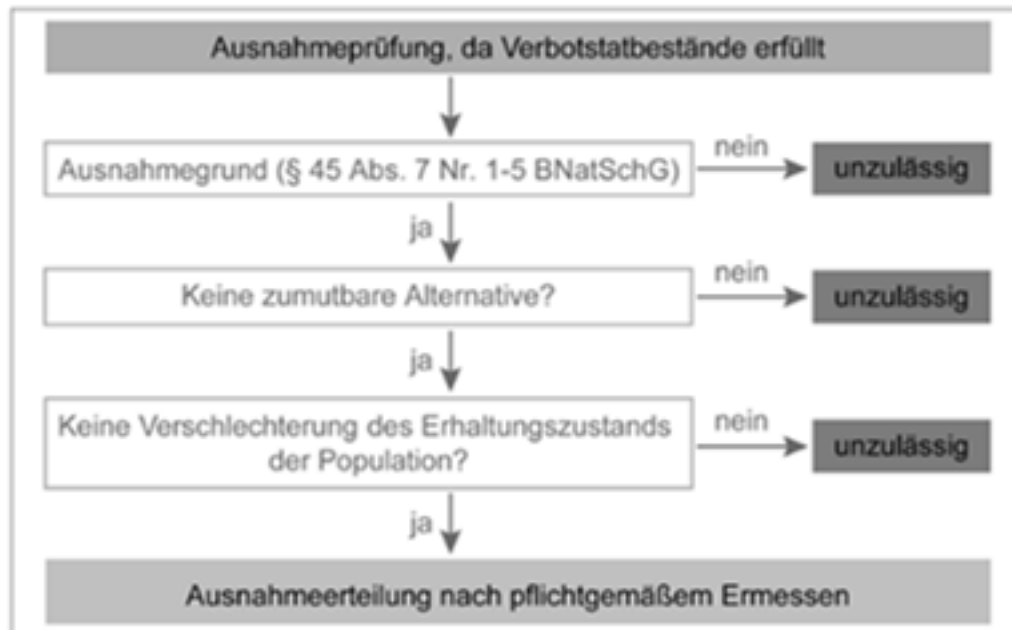 Ausnahmeprüfung, da Verbotstatbestände erfüllt
Ausnahmegrund (§ 45 Abs. 7 Nr. 1-5 BNatSchG)
nein
unzulässig
ja
Keine zumutbare Alternative?
nein
unzulässig
ja
Keine Verschlechterung des Erhaltungszustands
der Population?
nein
unzulässig
ja
Ausnahmeerteilung nach pflichtgemäßem Ermessen